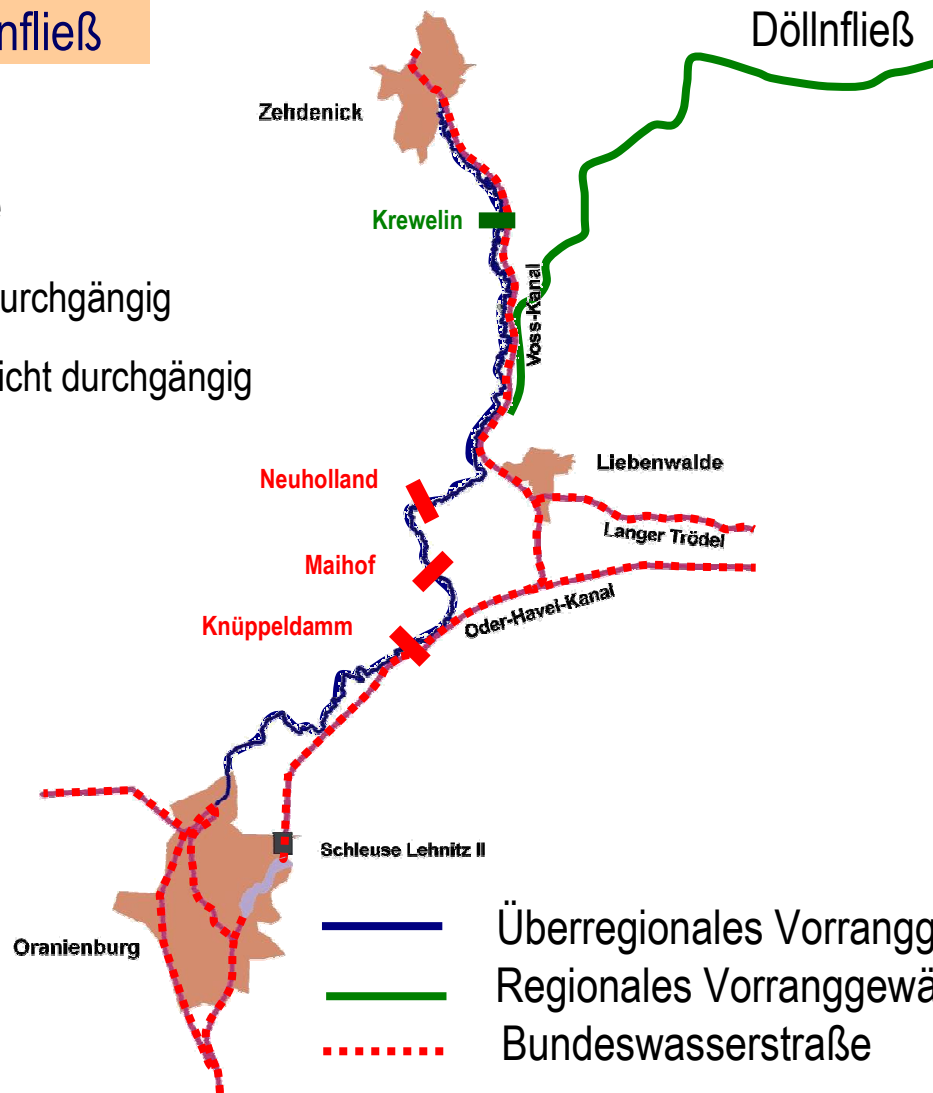 nfließ
Döllnfließ
Zehdenick
Krewelin
urchgängig
Voss-Kanal
icht durchgängig
Neuholland
Liebenwalde
Langer Trödel
Maihof
Oder-Havel-Kanal
Knüppeldamm
Schleuse Lehnitz II
Oranienburg
Überregionales Vorrangg
Regionales Vorranggewä
Bundeswasserstraße